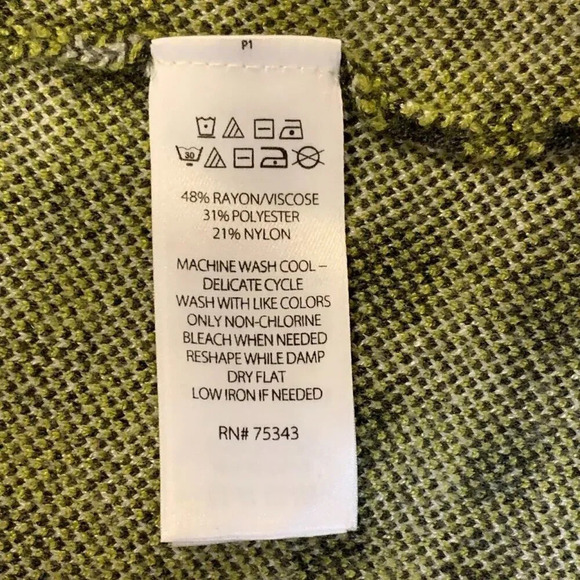 P1
30
48% RAYON/VISCOSE
31% POLYESTER
21% NYLON
MACHINE WASH COOL –
DELICATE CYCLE
WASH WITH LIKE COLORS
ONLY NON-CHLORINE
BLEACH WHEN NEEDED
RESHAPE WHILE DAMP
DRY FLAT
LOW IRON IF NEEDED
RN# 75343